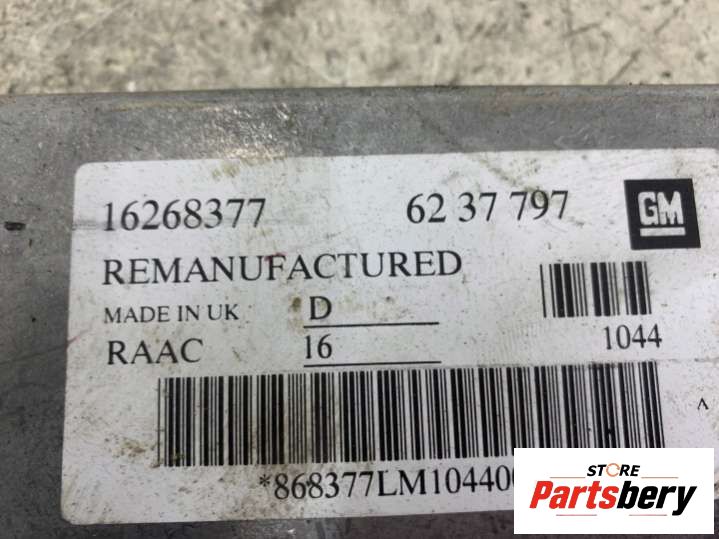 16268377 62 37 797 GM
REMANUFACTURED
MADE IN UK D
RAAC 16 1044
STORE
Partsbery